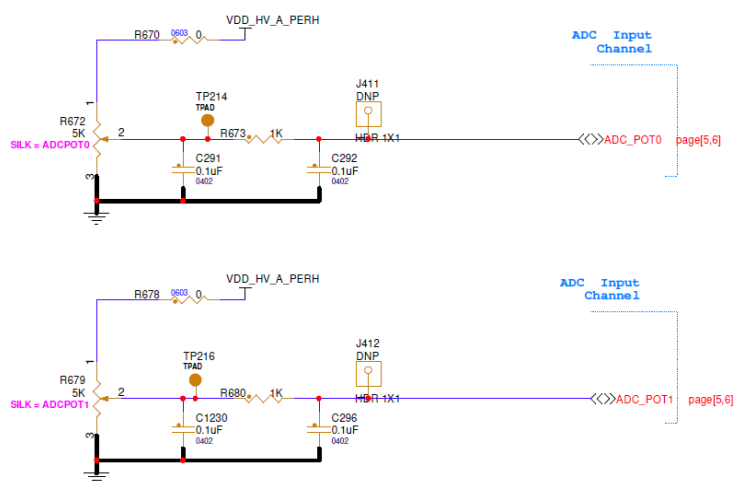 VDD_HV_A_PERH
R670 0603 0
ADC Input
Channel
J411
DNP
TP214
TPAD
1
R672
5K
2
R673 1K
HDR 1X1
ADC_POT0 page[5,6]
SILK = ADCPOT0
C291
0.1uF
0402
C292
0.1uF
0402
3
VDD_HV_A_PERH
R678 0603 0
ADC Input
Channel
J412
DNP
TP216
TPAD
1
R679
5K
2
R680 1K
HDR 1X1
ADC_POT1 page[5,6]
SILK = ADCPOT1
C1230
0.1uF
0402
C296
0.1uF
0402
3